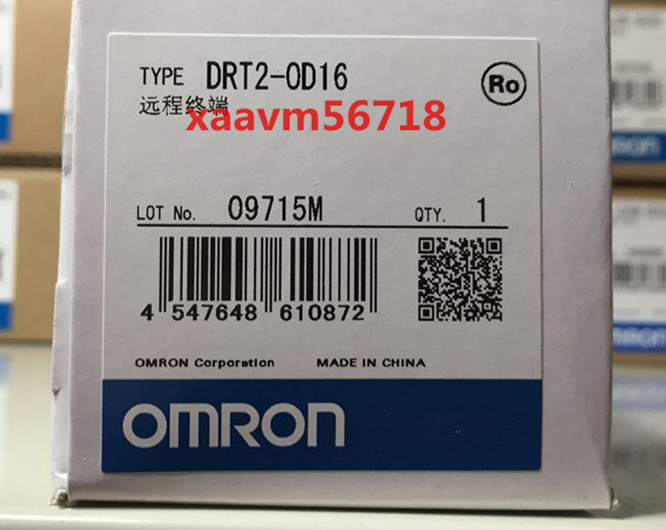 TYPE DRT2-OD16
Ro
远程终端
xaavm56718
LOT No. 09715M QTY. 1
4 547648 610872
OMRON Corporation MADE IN CHINA
OMRON
OMRON